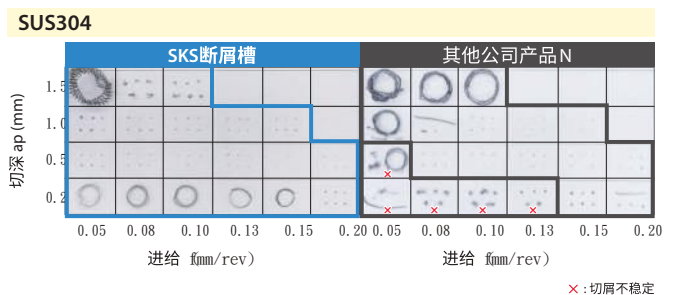 SUS304
SKS断屑槽 其他公司产品N
切深 ap (mm)
1.5
1.0
0.5
0.2
0.05 0.08 0.10 0.13 0.15 0.20 0.05 0.08 0.10 0.13 0.15 0.20
进给 f(mm/rev) 进给 f(mm/rev)
× : 切屑不稳定